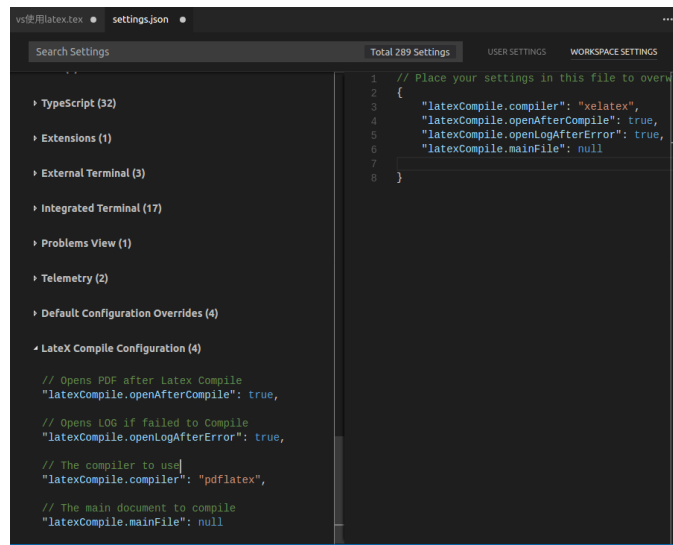 vs使用latex.tex ● settings.json ● ...
Search Settings Total 289 Settings USER SETTINGS WORKSPACE SETTINGS
TypeScript (32)
Extensions (1)
External Terminal (3)
Integrated Terminal (17)
Problems View (1)
Telemetry (2)
Default Configuration Overrides (4)
LateX Compile Configuration (4)
// Opens PDF after Latex Compile
"latexCompile.openAfterCompile": true,
// Opens LOG if failed to Compile
"latexCompile.openLogAfterError": true,
// The compiler to use
"latexCompile.compiler": "pdflatex",
// The main document to compile
"latexCompile.mainFile": null
1 // Place your settings in this file to overw
2 {
3 "latexCompile.compiler": "xelatex",
4 "latexCompile.openAfterCompile": true,
5 "latexCompile.openLogAfterError": true,
6 "latexCompile.mainFile": null
7
8 }